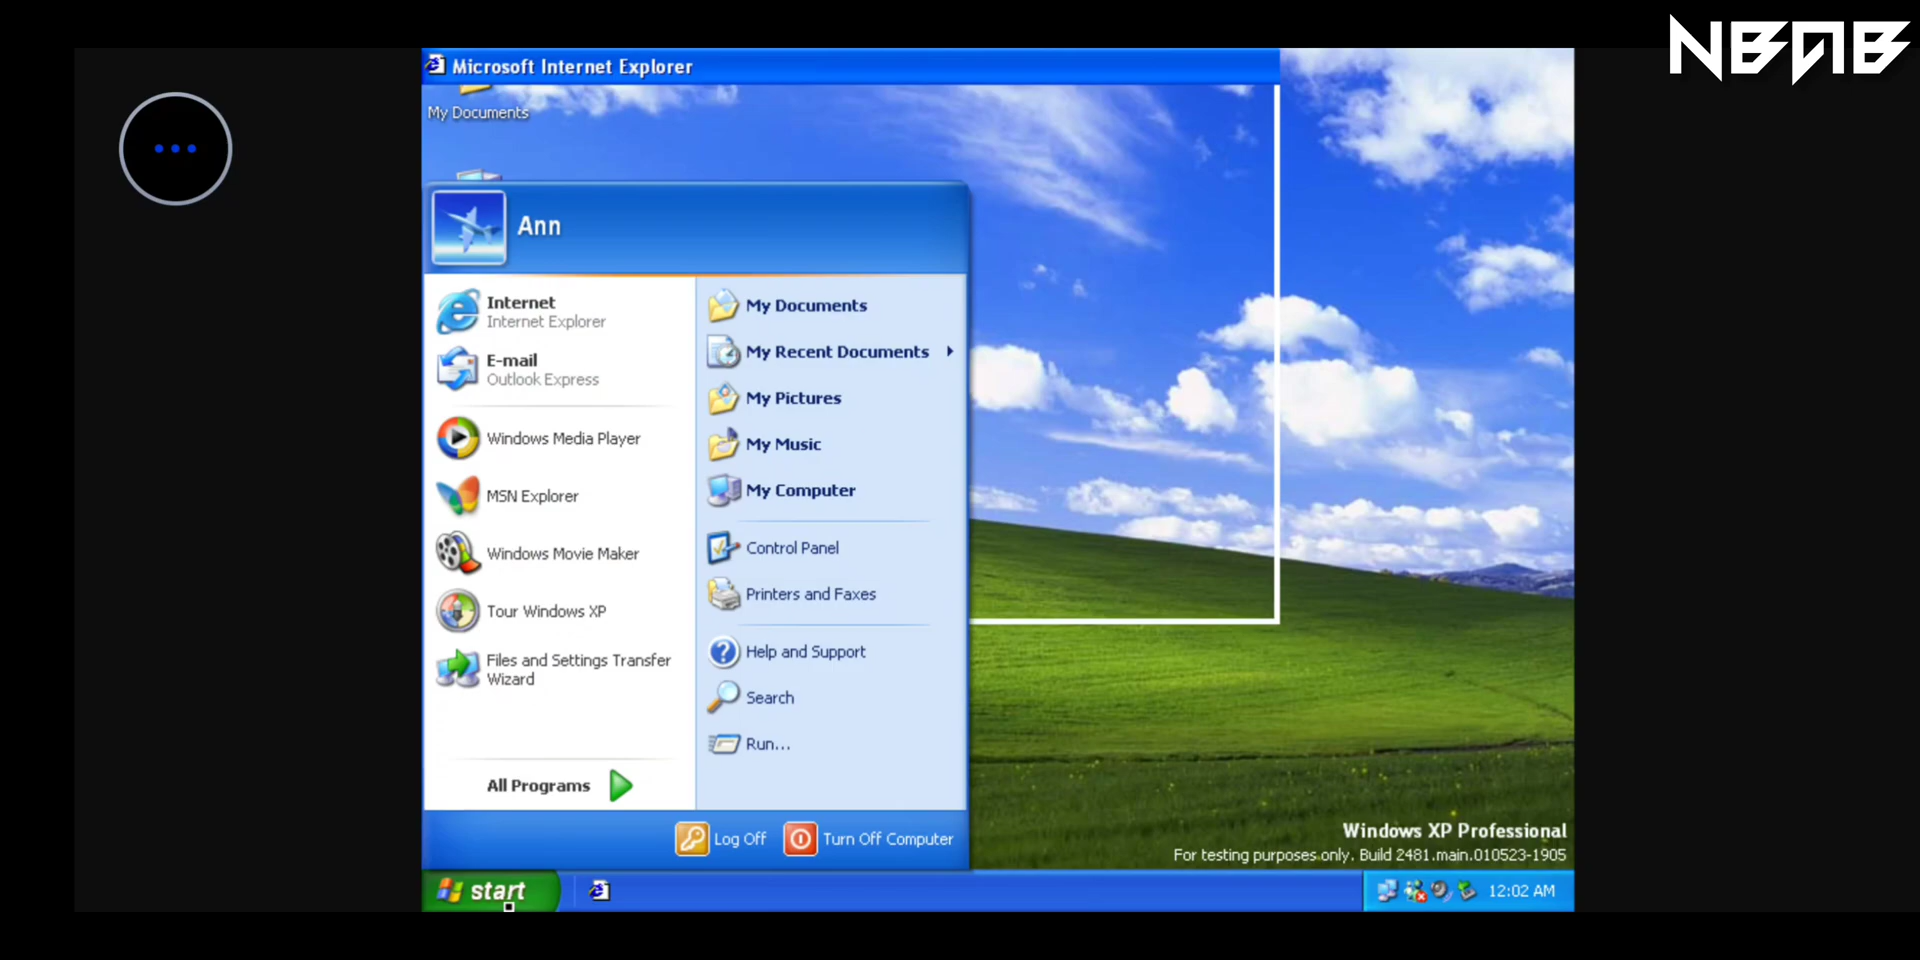 NBAB
Microsoft Internet Explorer
My Documents
Ann
Internet
Internet Explorer
E-mail
Outlook Express
Windows Media Player
MSN Explorer
Windows Movie Maker
Tour Windows XP
Files and Settings Transfer
Wizard
All Programs
My Documents
My Recent Documents
My Pictures
My Music
My Computer
Control Panel
Printers and Faxes
Help and Support
Search
Run...
Log Off
Turn Off Computer
Windows XP Professional
For testing purposes only. Build 2481.main.010523-1905
start
12:02 AM